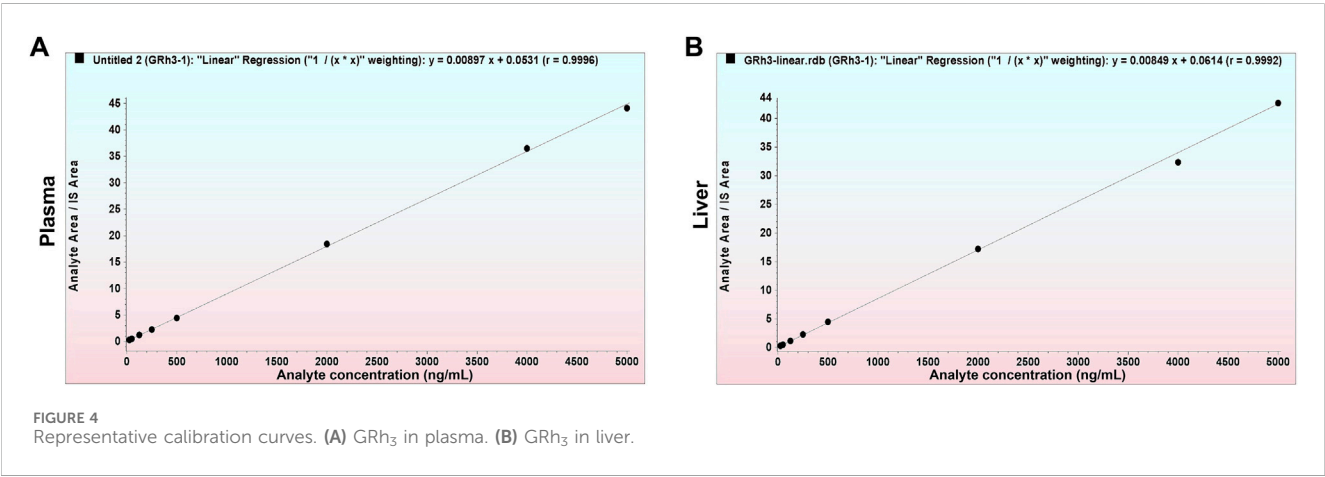 A
Untitled 2 (GRh3-1): "Linear" Regression ("1 / (x * x)" weighting): y = 0.00897 x + 0.0531 (r = 0.9996)
Plasma
Analyte Area / IS Area
45
40
35
30
25
20
15
10
5
0
0 500 1000 1500 2000 2500 3000 3500 4000 4500 5000
Analyte concentration (ng/mL)
B
GRh3-linear.rdb (GRh3-1): "Linear" Regression ("1 / (x * x)" weighting): y = 0.00849 x + 0.0614 (r = 0.9992)
Liver
Analyte Area / IS Area
44
40
35
30
25
20
15
10
5
0
0 500 1000 1500 2000 2500 3000 3500 4000 4500 5000
Analyte concentration (ng/mL)
FIGURE 4
Representative calibration curves. (A) GRh₃ in plasma. (B) GRh₃ in liver.